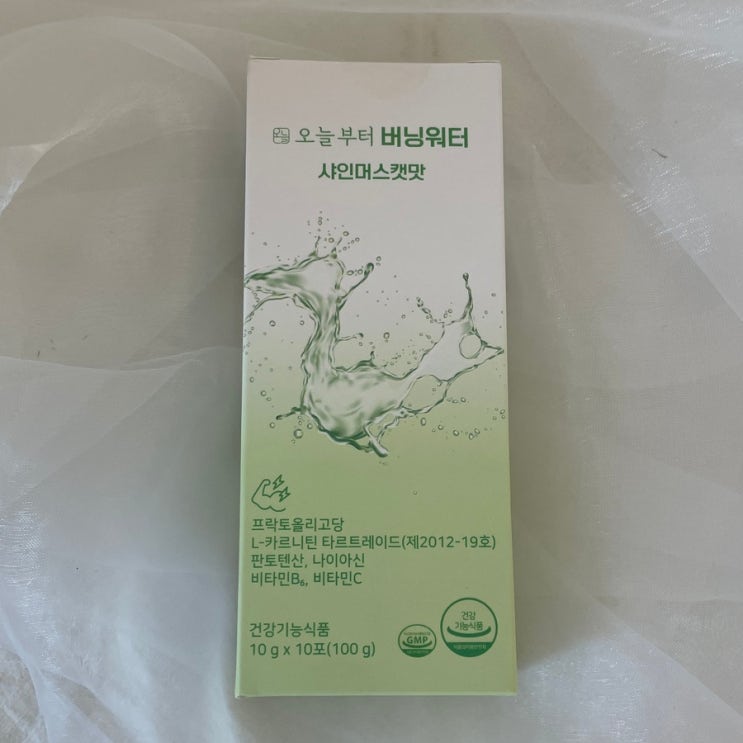 오늘부터 버닝워터
샤인머스캣맛
프락토올리고당
L-카르니틴 타르트레이드(제2012-19호)
판토텐산, 나이아신
비타민B₆, 비타민C
건강기능식품
10 g x 10포(100 g)
GMP
건강
기능식품